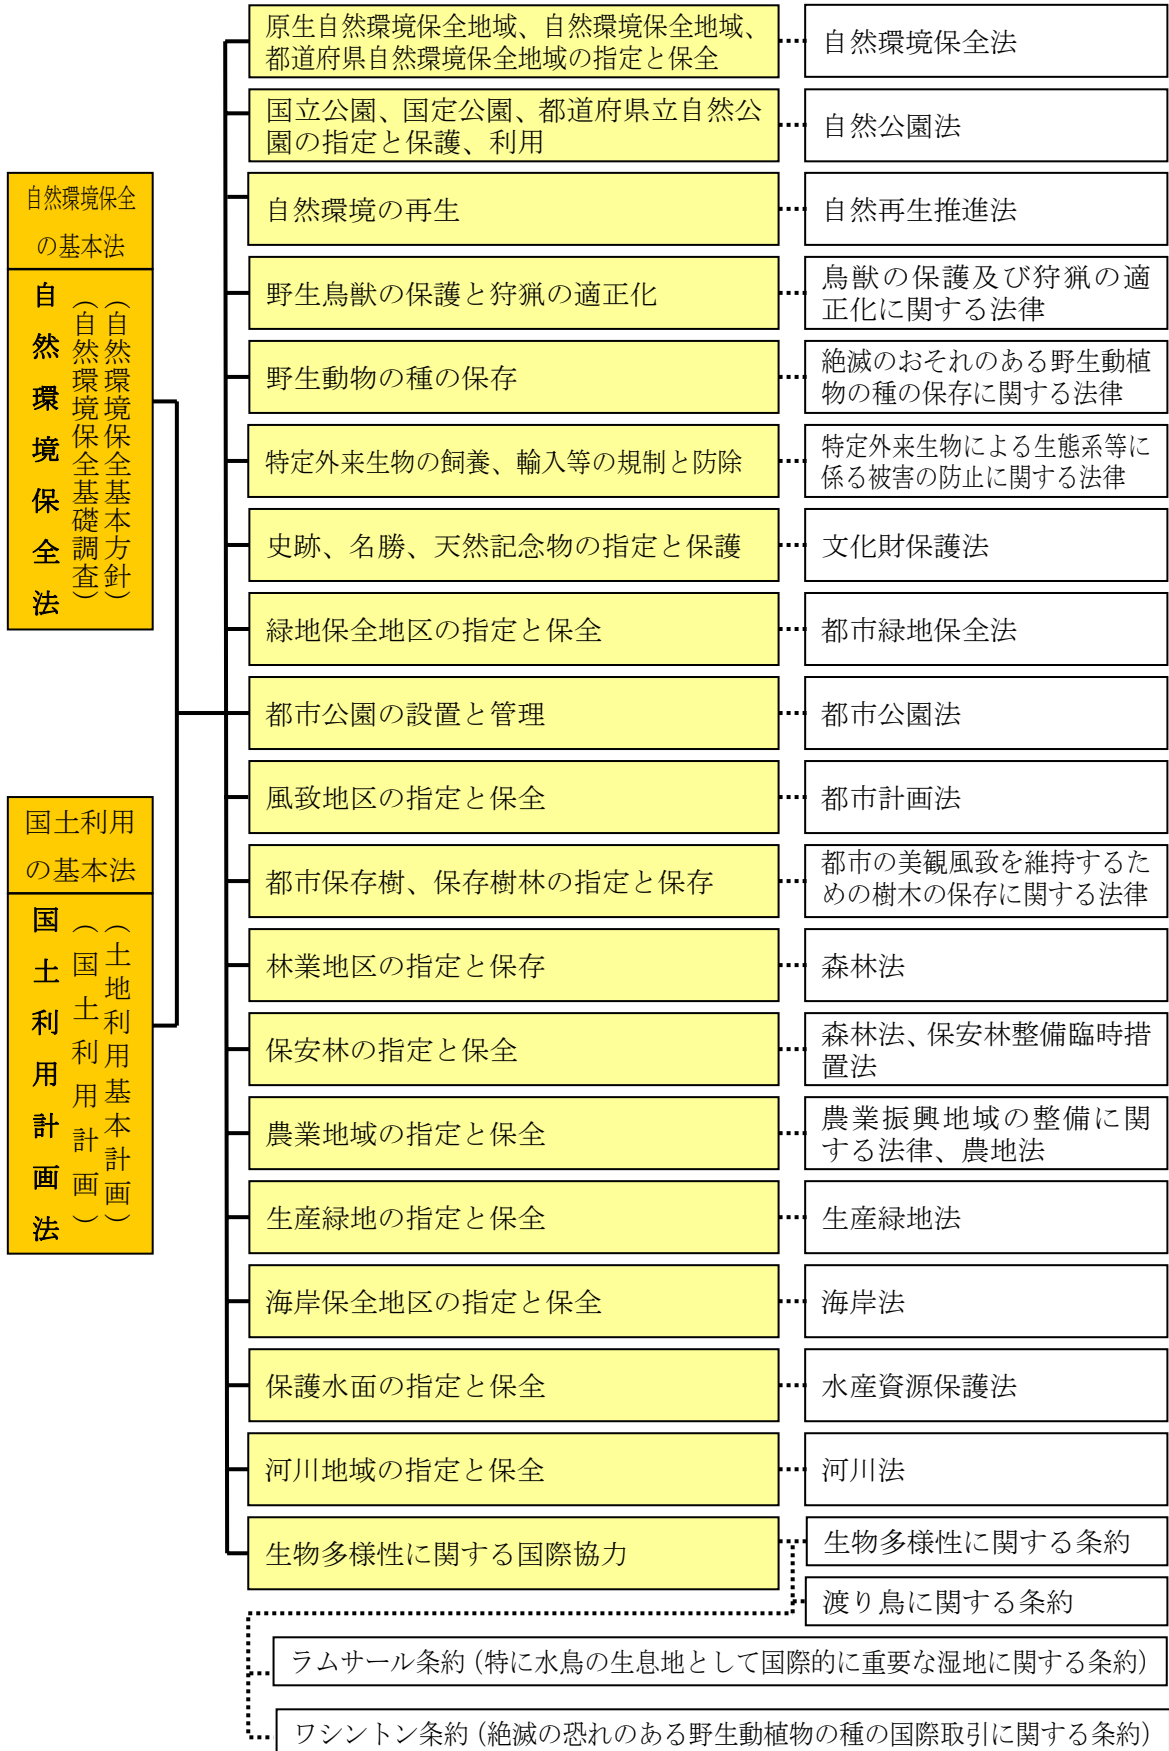 自然環境保全
の基本法
自然環境保全法
（自然環境保全基本方針）
（自然環境保全基礎調査）
国土利用
の基本法
国土利用計画法
（土地利用基本計画）
（国土利用計画）
原生自然環境保全地域、自然環境保全地域、
都道府県自然環境保全地域の指定と保全
自然環境保全法
国立公園、国定公園、都道府県立自然公
園の指定と保護、利用
自然公園法
自然環境の再生
自然再生推進法
野生鳥獣の保護と狩猟の適正化
鳥獣の保護及び狩猟の適
正化に関する法律
野生動物の種の保存
絶滅のおそれのある野生動植
物の種の保存に関する法律
特定外来生物の飼養、輸入等の規制と防除
特定外来生物による生態系等に
係る被害の防止に関する法律
史跡、名勝、天然記念物の指定と保護
文化財保護法
緑地保全地区の指定と保全
都市緑地保全法
都市公園の設置と管理
都市公園法
風致地区の指定と保全
都市計画法
都市保存樹、保存樹林の指定と保存
都市の美観風致を維持するた
めの樹木の保存に関する法律
林業地区の指定と保存
森林法
保安林の指定と保全
森林法、保安林整備臨時措
置法
農業地域の指定と保全
農業振興地域の整備に関
する法律、農地法
生産緑地の指定と保全
生産緑地法
海岸保全地区の指定と保全
海岸法
保護水面の指定と保全
水産資源保護法
河川地域の指定と保全
河川法
生物多様性に関する国際協力
生物多様性に関する条約
渡り鳥に関する条約
ラムサール条約（特に水鳥の生息地として国際的に重要な湿地に関する条約）
ワシントン条約（絶滅の恐れのある野生動植物の種の国際取引に関する条約）